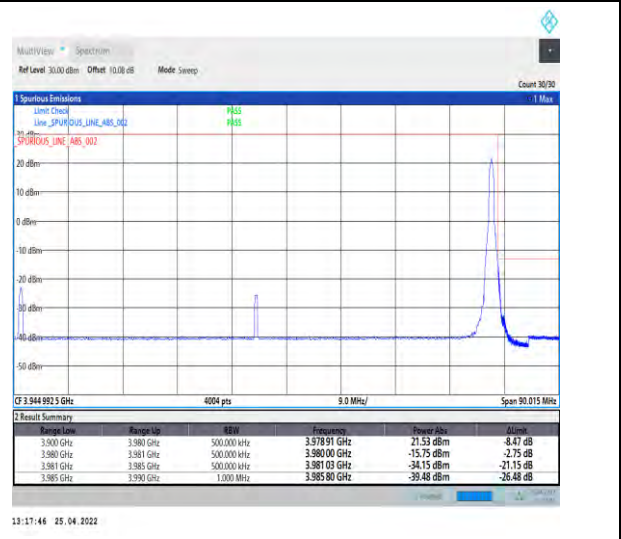 MultiView Spectrum
Ref Level 30.00 dBm Offset 10.08 dB Mode Sweep
Count 30/30
1 Spurious Emissions 1 Max
Limit Check PASS
Line _SPURIOUS_LINE_ABS_002 PASS
30 dBm
_SPURIOUS_LINE_ABS_002
20 dBm
10 dBm
0 dBm
-10 dBm
-20 dBm
-30 dBm
-40 dBm
-50 dBm
CF 3.944 992 5 GHz 4004 pts 9.0 MHz/ Span 90.015 MHz
2 Result Summary
Range Low Range Up RBW Frequency Power Abs ΔLimit
3.900 GHz 3.980 GHz 500.000 kHz 3.978 91 GHz 21.53 dBm -8.47 dB
3.980 GHz 3.981 GHz 500.000 kHz 3.980 00 GHz -15.75 dBm -2.75 dB
3.981 GHz 3.985 GHz 500.000 kHz 3.981 03 GHz -34.15 dBm -21.15 dB
3.985 GHz 3.990 GHz 1.000 MHz 3.985 80 GHz -39.48 dBm -26.48 dB
13:17:46 25.04.2022